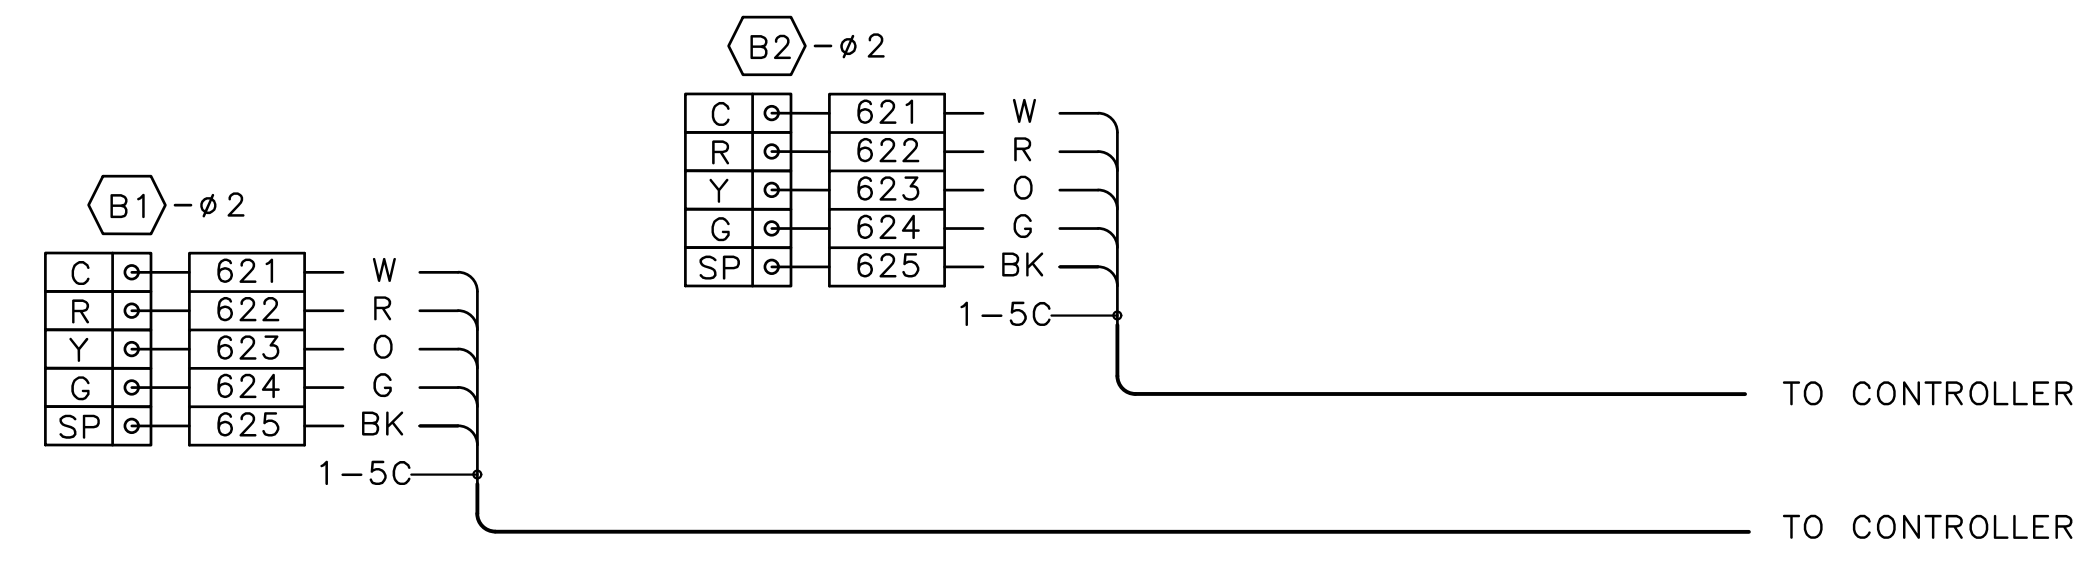 B2 -ø2
C 621 W
R 622 R
Y 623 O
G 624 G
SP 625 BK
1-5C
TO CONTROLLER
B1 -ø2
C 621 W
R 622 R
Y 623 O
G 624 G
SP 625 BK
1-5C
TO CONTROLLER